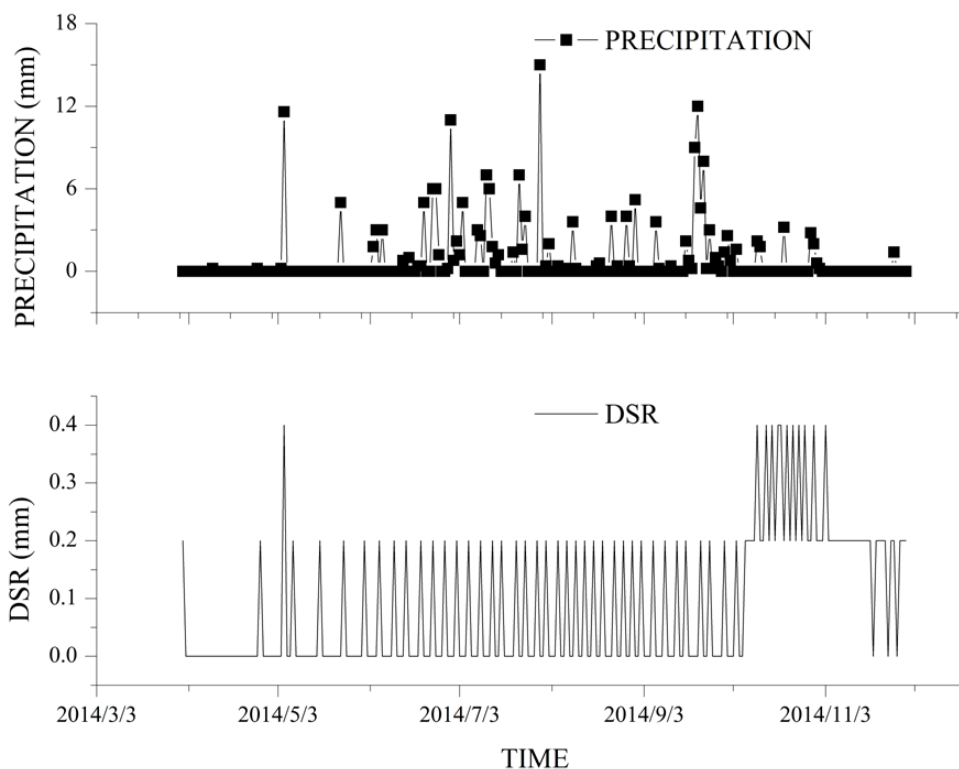 PRECIPITATION (mm)
18
12
6
0
PRECIPITATION
DSR (mm)
0.4
0.3
0.2
0.1
0.0
DSR
2014/3/3 2014/5/3 2014/7/3 2014/9/3 2014/11/3
TIME